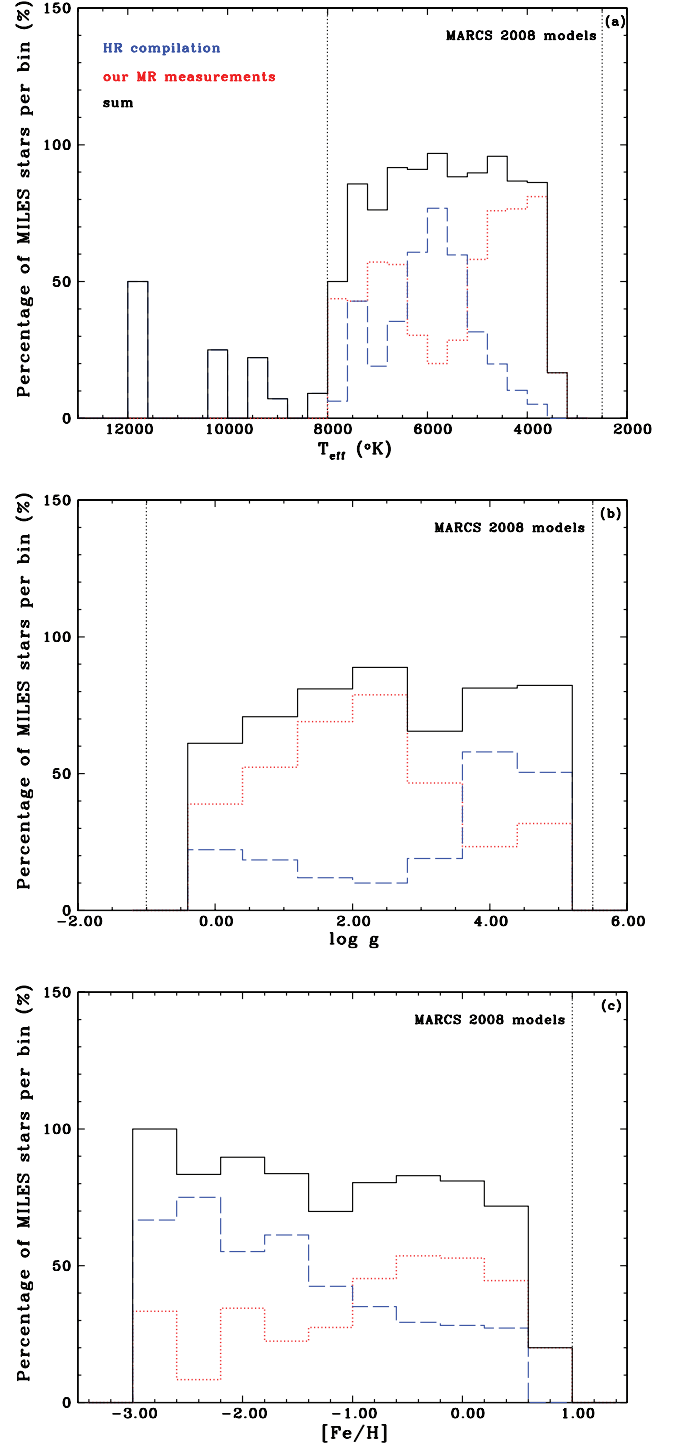 (a)
MARCS 2008 models
HR compilation
our MR measurements
sum
Percentage of MILES stars per bin (%)
150
100
50
0
12000 10000 8000 6000 4000 2000
T_eff (°K)
(b)
MARCS 2008 models
Percentage of MILES stars per bin (%)
150
100
50
0
-2.00 0.00 2.00 4.00 6.00
log g
(c)
MARCS 2008 models
Percentage of MILES stars per bin (%)
150
100
50
0
-3.00 -2.00 -1.00 0.00 1.00
[Fe/H]